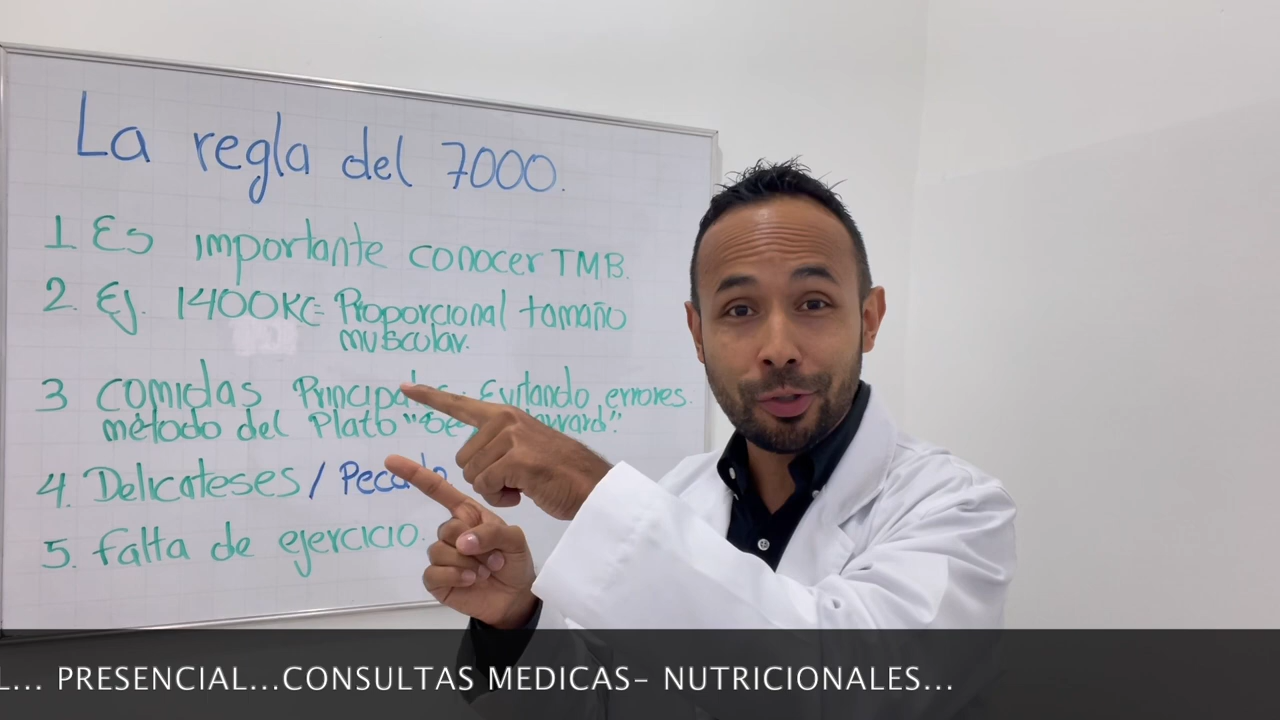 La regla del 7000.
1 Es importante conocer TMB.
2. Ej. 1400KC= Proporcional tamaño
muscular.
3 comidas Principales. Evitando errores.
método del Plato
4. Delicateses / Pecado
5. falta de ejercicio.
L... PRESENCIAL...CONSULTAS MEDICAS- NUTRICIONALES...